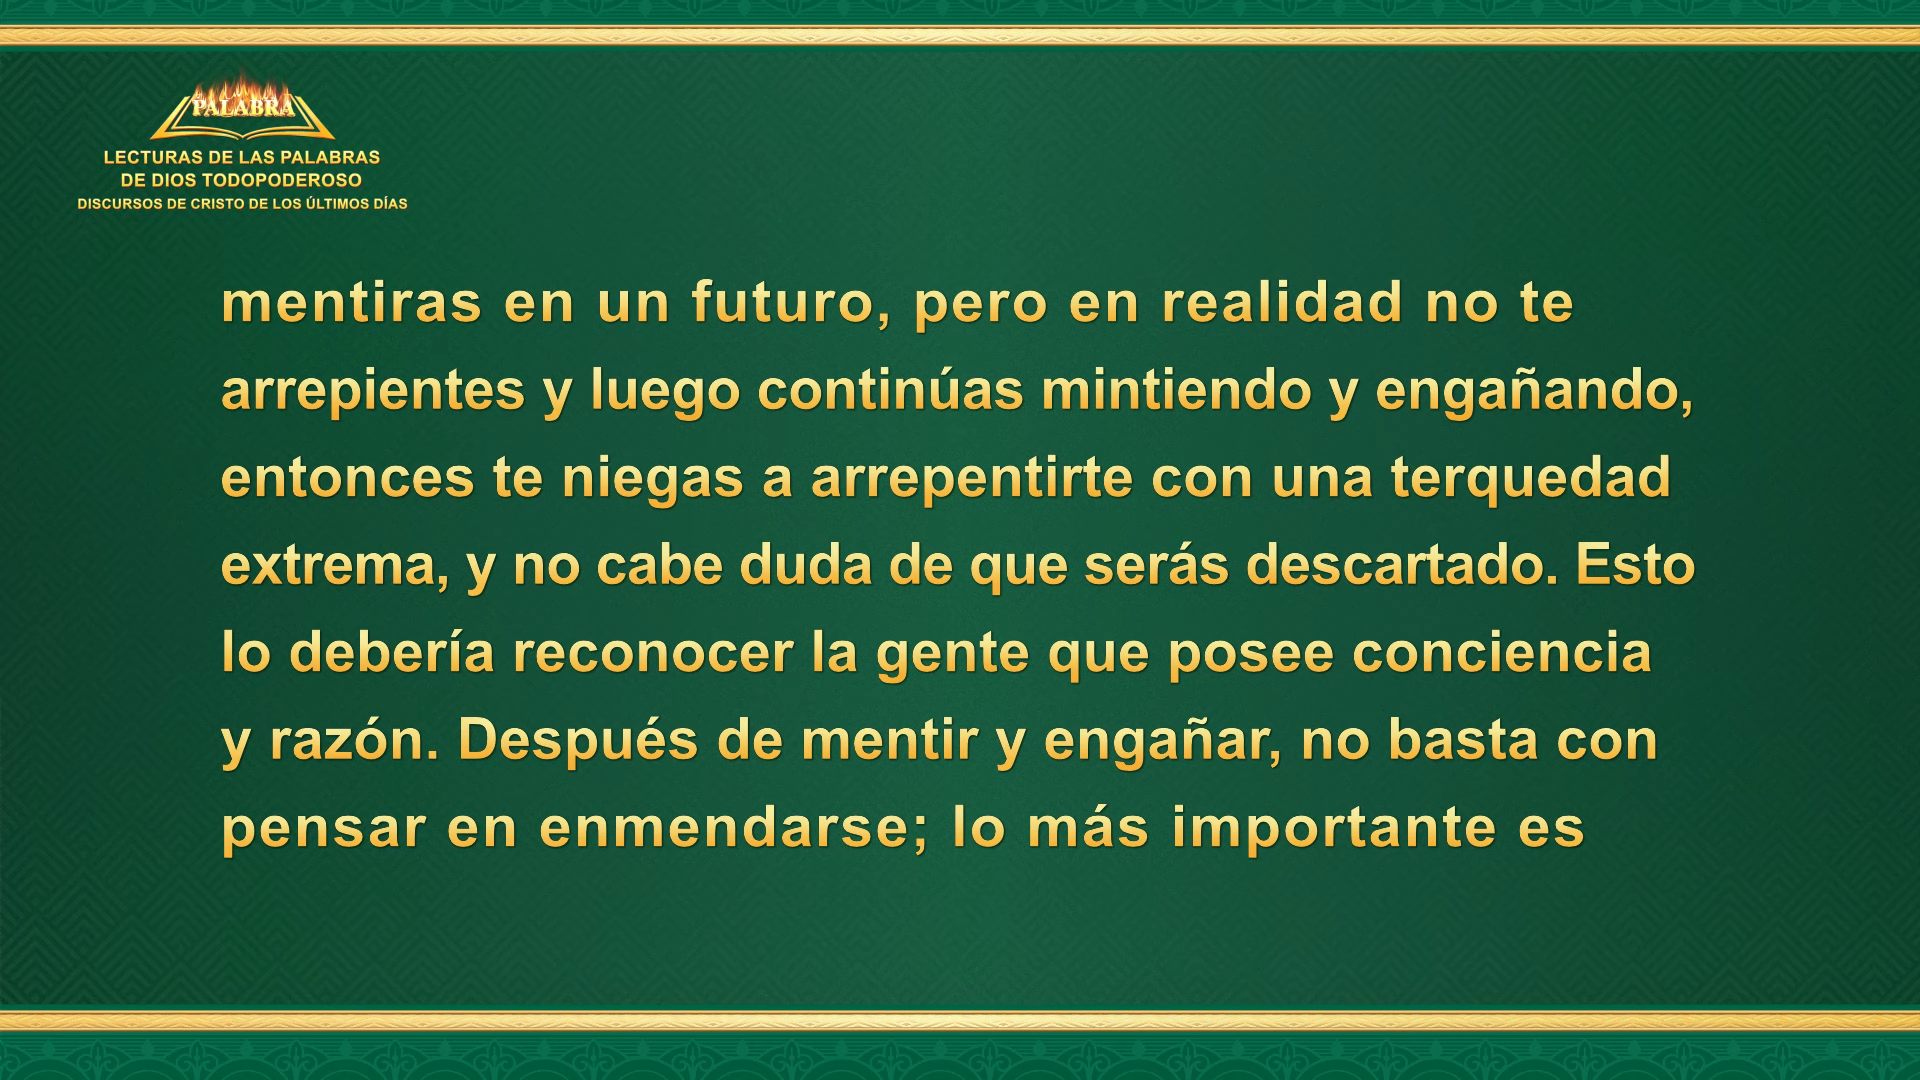 PALABRA
LECTURAS DE LAS PALABRAS
DE DIOS TODOPODEROSO
DISCURSOS DE CRISTO DE LOS ÚLTIMOS DÍAS
mentiras en un futuro, pero en realidad no te
arrepientes y luego continúas mintiendo y engañando,
entonces te niegas a arrepentirte con una terquedad
extrema, y no cabe duda de que serás descartado. Esto
lo debería reconocer la gente que posee conciencia
y razón. Después de mentir y engañar, no basta con
pensar en enmendarse; lo más importante es